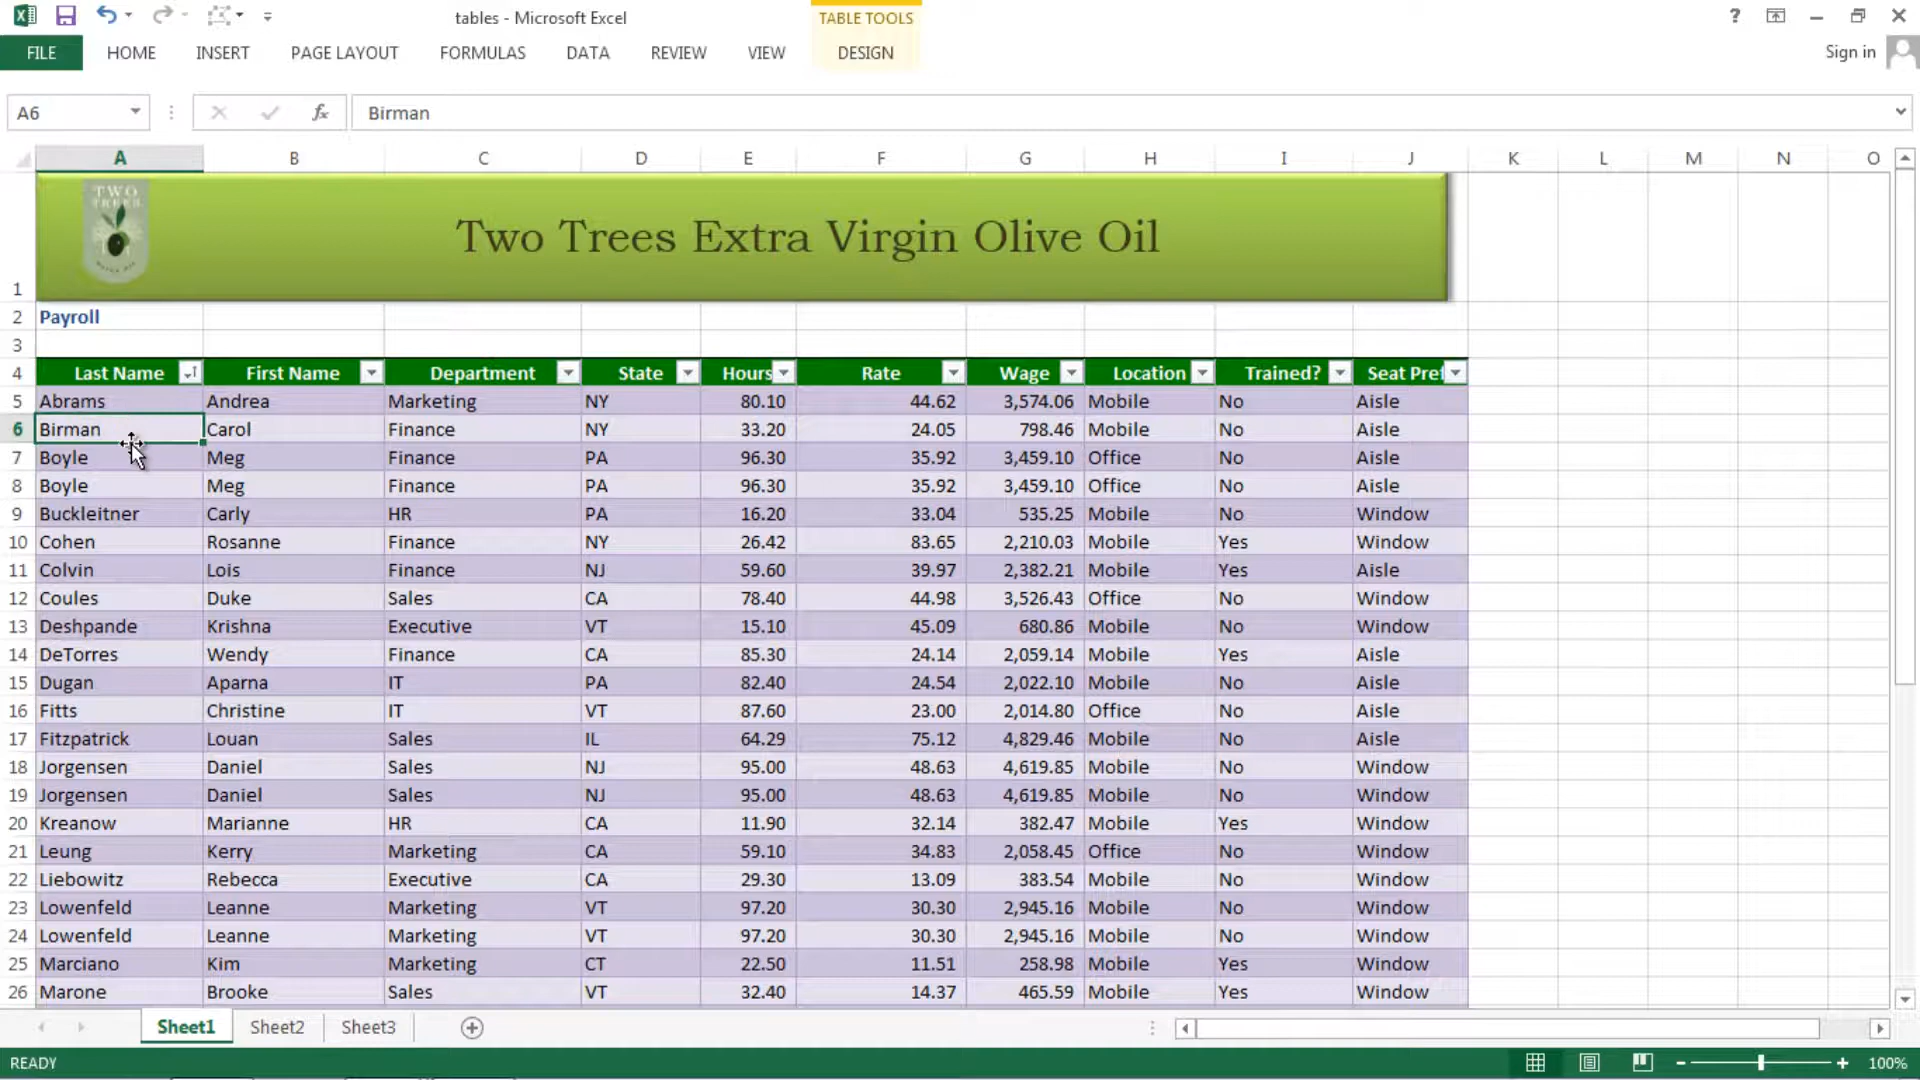 tables - Microsoft Excel
TABLE TOOLS
?
FILE HOME INSERT PAGE LAYOUT FORMULAS DATA REVIEW VIEW DESIGN
Sign in
A6 fx Birman
A B C D E F G H I J K L M N O
TWO TREES
1 Two Trees Extra Virgin Olive Oil
2 Payroll
3
4 Last Name First Name Department State Hours Rate Wage Location Trained? Seat Pref
5 Abrams Andrea Marketing NY 80.10 44.62 3,574.06 Mobile No Aisle
6 Birman Carol Finance NY 33.20 24.05 798.46 Mobile No Aisle
7 Boyle Meg Finance PA 96.30 35.92 3,459.10 Office No Aisle
8 Boyle Meg Finance PA 96.30 35.92 3,459.10 Office No Aisle
9 Buckleitner Carly HR PA 16.20 33.04 535.25 Mobile No Window
10 Cohen Rosanne Finance NY 26.42 83.65 2,210.03 Mobile Yes Window
11 Colvin Lois Finance NJ 59.60 39.97 2,382.21 Mobile Yes Aisle
12 Coules Duke Sales CA 78.40 44.98 3,526.43 Office No Window
13 Deshpande Krishna Executive VT 15.10 45.09 680.86 Mobile No Window
14 DeTorres Wendy Finance CA 85.30 24.14 2,059.14 Mobile Yes Aisle
15 Dugan Aparna IT PA 82.40 24.54 2,022.10 Mobile No Aisle
16 Fitts Christine IT VT 87.60 23.00 2,014.80 Office No Aisle
17 Fitzpatrick Louan Sales IL 64.29 75.12 4,829.46 Mobile No Aisle
18 Jorgensen Daniel Sales NJ 95.00 48.63 4,619.85 Mobile No Window
19 Jorgensen Daniel Sales NJ 95.00 48.63 4,619.85 Mobile No Window
20 Kreanow Marianne HR CA 11.90 32.14 382.47 Mobile Yes Window
21 Leung Kerry Marketing CA 59.10 34.83 2,058.45 Office No Window
22 Liebowitz Rebecca Executive CA 29.30 13.09 383.54 Mobile No Window
23 Lowenfeld Leanne Marketing VT 97.20 30.30 2,945.16 Mobile No Window
24 Lowenfeld Leanne Marketing VT 97.20 30.30 2,945.16 Mobile No Window
25 Marciano Kim Marketing CT 22.50 11.51 258.98 Mobile Yes Window
26 Marone Brooke Sales VT 32.40 14.37 465.59 Mobile Yes Window
Sheet1 Sheet2 Sheet3
READY 100%